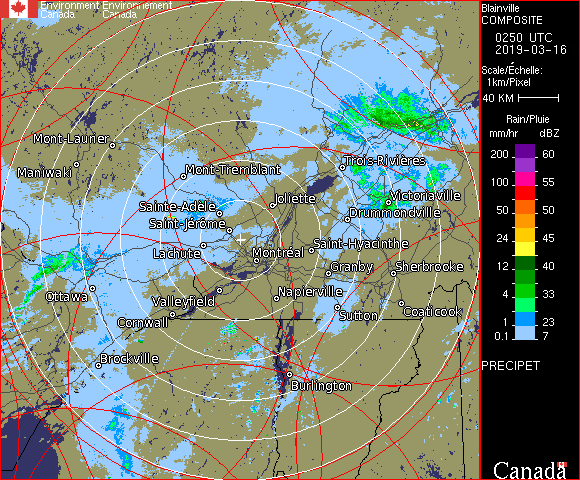 Environment Environnement
Canada Canada
Mont-Laurier
Maniwaki
Mont-Tremblant
Trois-Rivières
Joliette
Victoriaville
Sainte-Adèle
Drummondville
Saint-Jérôme
Saint-Hyacinthe
Lachute
Montréal
Granby
Sherbrooke
Ottawa
Valleyfield
Napierville
Cornwall
Sutton
Coaticook
Brockville
Burlington
Blainville
COMPOSITE
0250 UTC
2019-03-16
Scale/Échelle:
1km/Pixel
40 KM
Rain/Pluie
mm/hr dBZ
200 60
100 55
50 50
24 45
12 40
4 33
1 23
0.1 7
PRECIPET
Canada